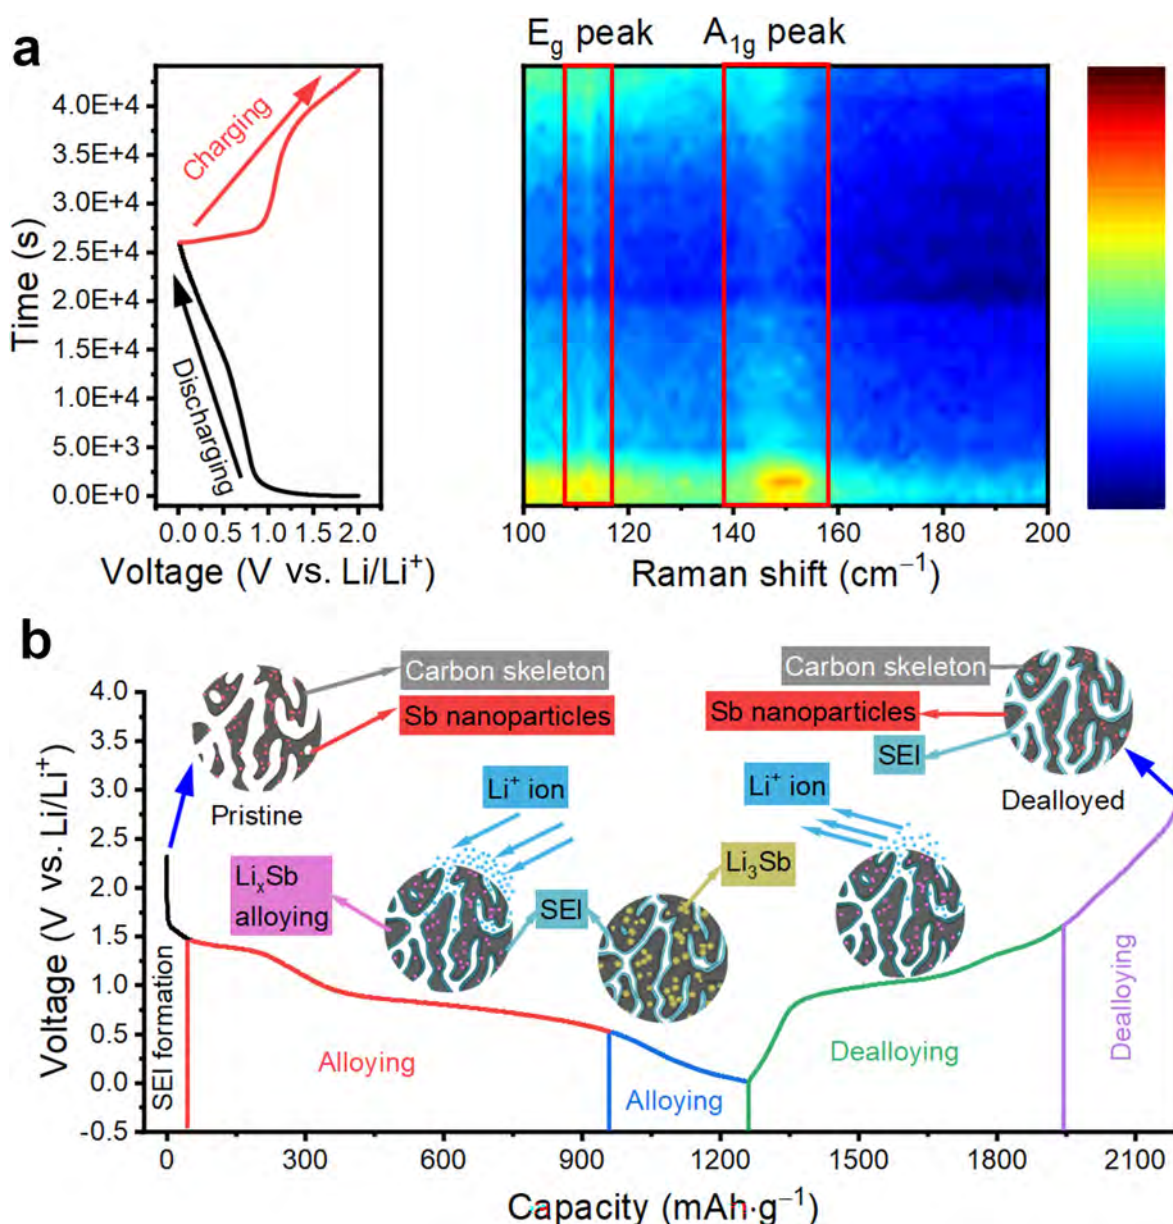 a
E_g peak
A_1g peak
Charging
Discharging
4.0E+4
3.5E+4
3.0E+4
2.5E+4
2.0E+4
1.5E+4
1.0E+4
5.0E+3
0.0E+0
Time (s)
0.0 0.5 1.0 1.5 2.0
Voltage (V vs. Li/Li⁺)
100 120 140 160 180 200
Raman shift (cm⁻¹)
b
Carbon skeleton
Sb nanoparticles
Pristine
Carbon skeleton
Sb nanoparticles
SEI
Dealloyed
Li⁺ ion
Li⁺ ion
LiₓSb
alloying
SEI
Li₃Sb
4.0
3.5
3.0
2.5
2.0
1.5
1.0
0.5
0.0
-0.5
Voltage (V vs. Li/Li⁺)
SEI formation
Alloying
Alloying
Dealloying
Dealloying
0 300 600 900 1200 1500 1800 2100
Capacity (mAh·g⁻¹)